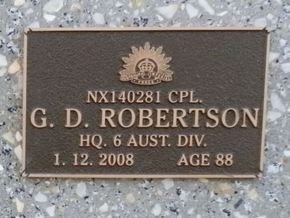 NX140281 CPL.
G. D. ROBERTSON
HQ. 6 AUST. DIV.
1. 12. 2008 AGE 88